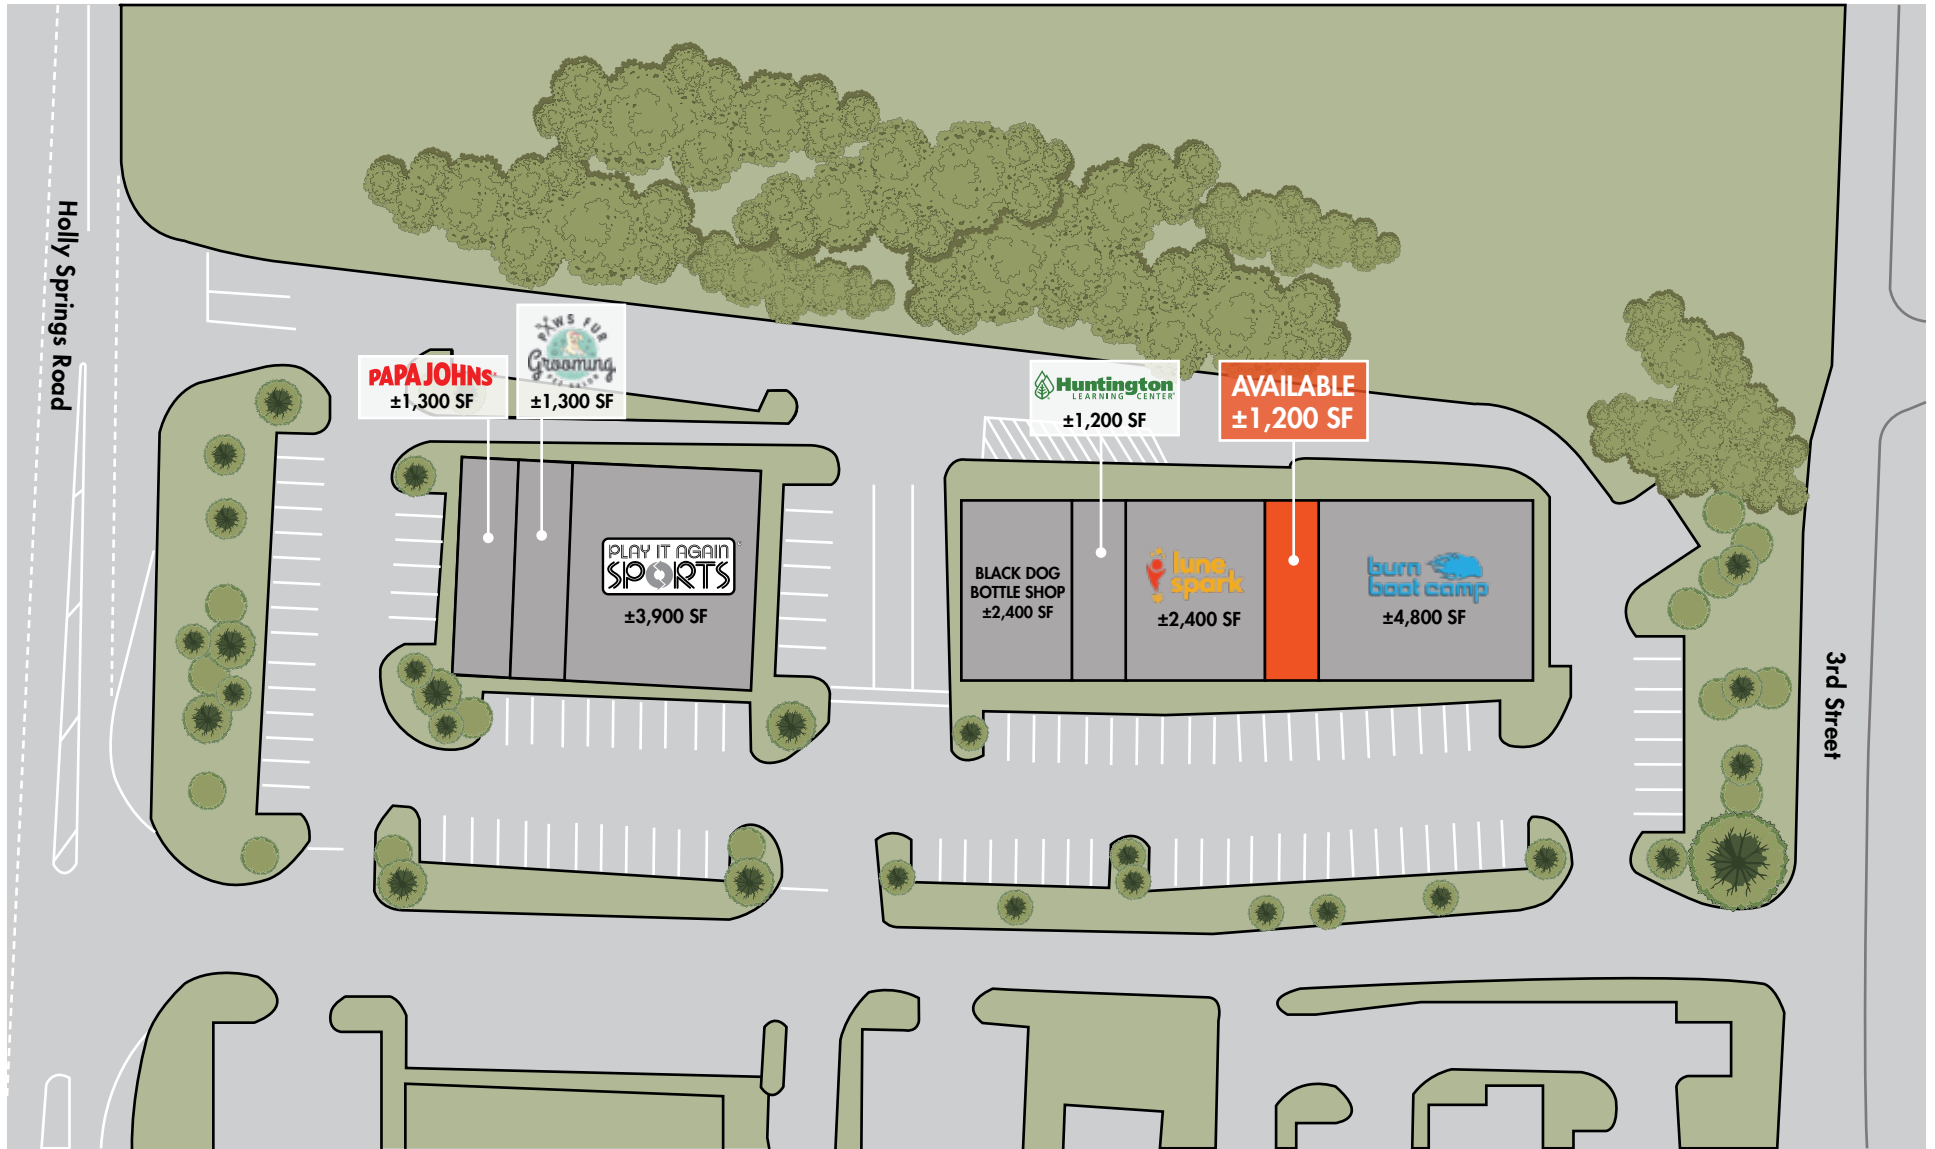 Holly Springs Road
PAPA JOHNS
±1,300 SF
PAWS FUR
Grooming
PET SALON
±1,300 SF
PLAY IT AGAIN
SPORTS
±3,900 SF
Huntington
LEARNING CENTER
±1,200 SF
AVAILABLE
±1,200 SF
BLACK DOG
BOTTLE SHOP
±2,400 SF
lune
spark
±2,400 SF
burn
boot camp
±4,800 SF
3rd Street